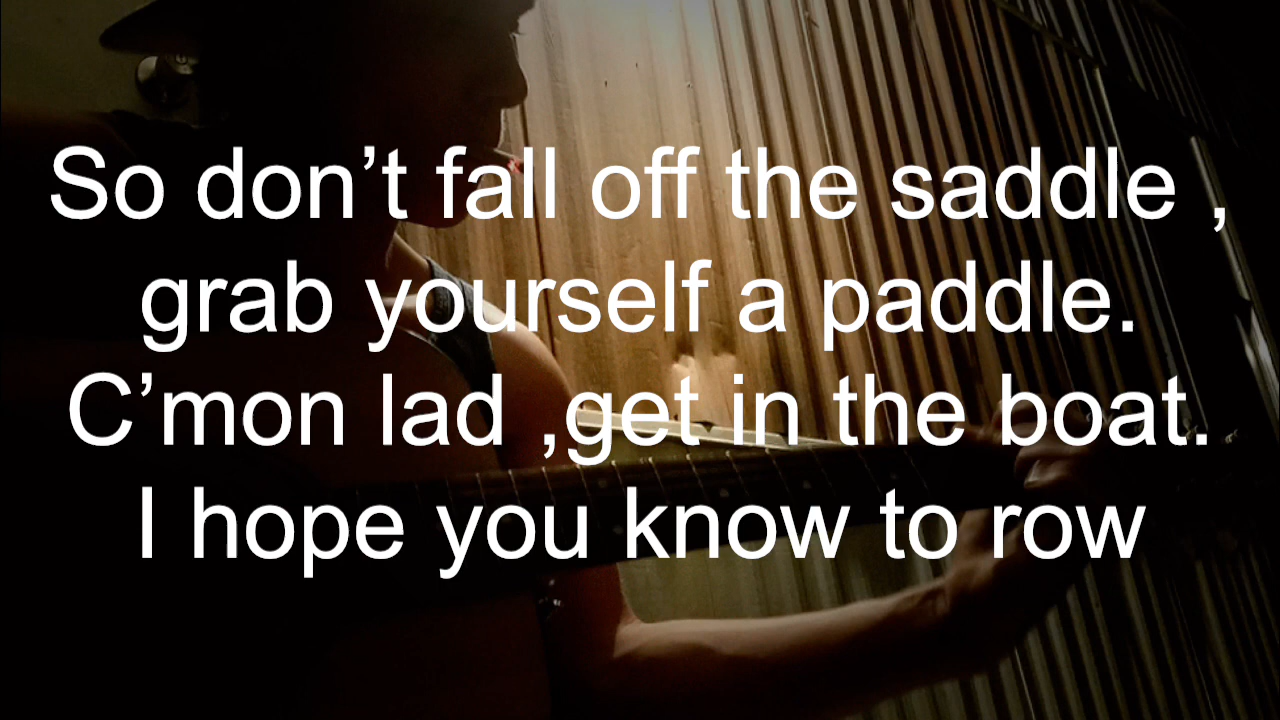 So don’t fall off the saddle ,
grab yourself a paddle.
C’mon lad ,get in the boat.
I hope you know to row